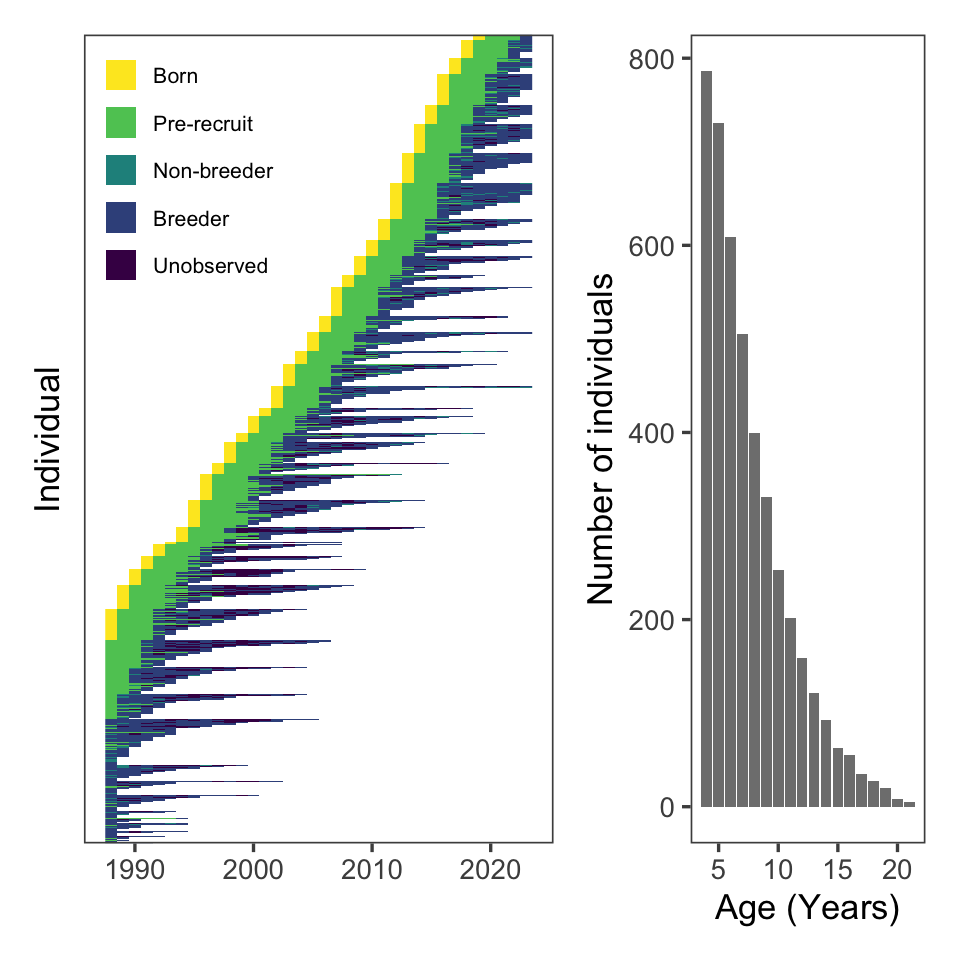 Born
Pre-recruit
Non-breeder
Breeder
Unobserved
Individual
1990 2000 2010 2020
Number of individuals
800
600
400
200
0
5 10 15 20
Age (Years)